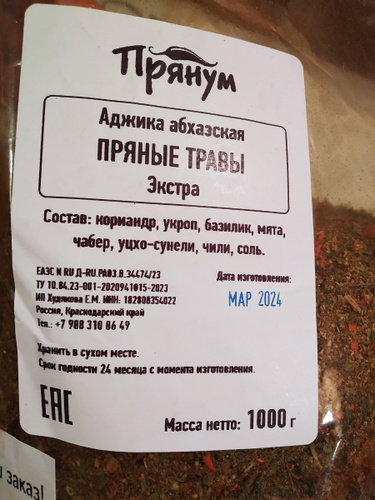 Прянум
Аджика абхазская
ПРЯНЫЕ ТРАВЫ
Экстра
Состав: кориандр, укроп, базилик, мята,
чабер, уцхо-сунели, чили, соль.
ЕАЭС N RU Д-RU.РА03.В.34474/23
ТУ 10.84.23-001-2020941015-2023
ИП Худякова Е.М. ИНН: 182808354022
Россия, Краснодарский край
Тел.: +7 988 310 86 49
Дата изготовления:
МАР 2024
Хранить в сухом месте.
Срок годности 24 месяца с момента изготовления.
ЕАС
Масса нетто: 1000 г
заказ!